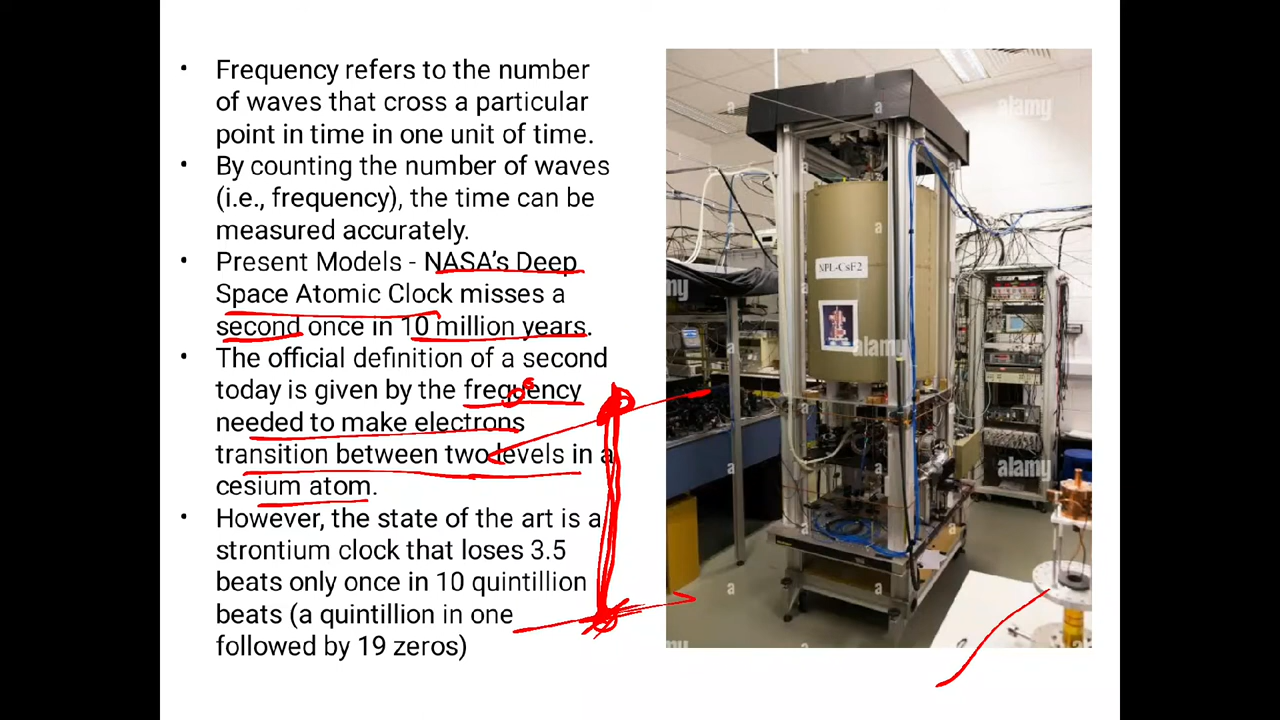 • Frequency refers to the number
of waves that cross a particular
point in time in one unit of time.
• By counting the number of waves
(i.e., frequency), the time can be
measured accurately.
• Present Models - NASA's Deep
Space Atomic Clock misses a
second once in 10 million years.
• The official definition of a second
today is given by the frequency
needed to make electrons
transition between two levels in a
cesium atom.
• However, the state of the art is a
strontium clock that loses 3.5
beats only once in 10 quintillion
beats (a quintillion in one
followed by 19 zeros)
alamy
a
a
a
alamy
NPL-CsF2
a
alamy
a
a
alamy
alamy
a
a
alamy